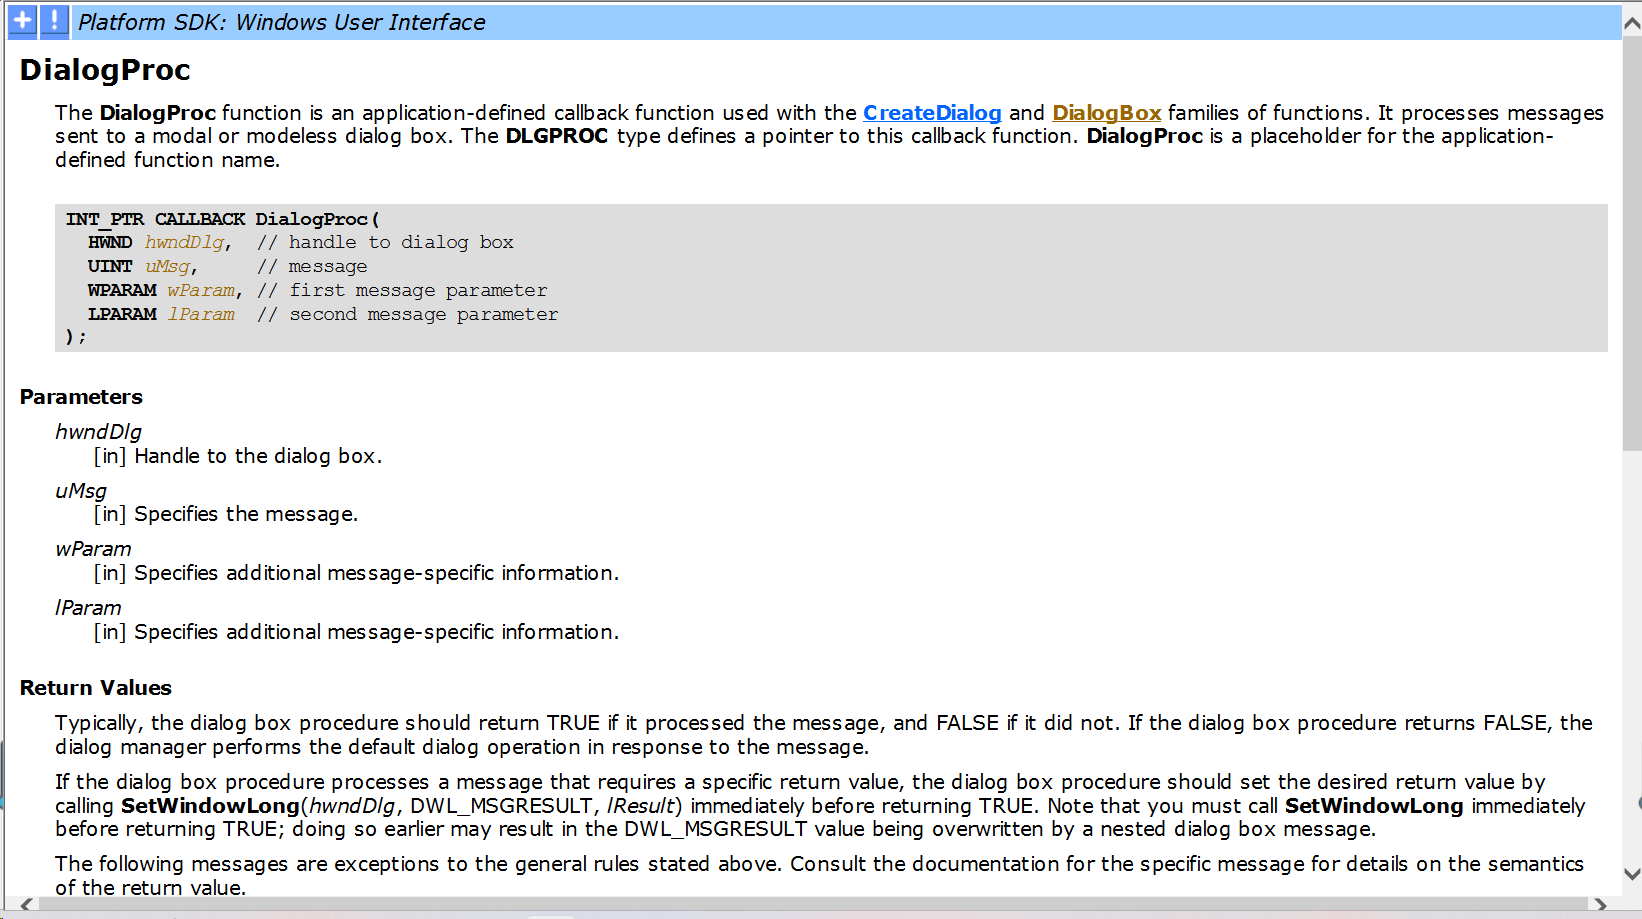 Platform SDK: Windows User Interface
DialogProc
The DialogProc function is an application-defined callback function used with the CreateDialog and DialogBox families of functions. It processes messages
sent to a modal or modeless dialog box. The DLGPROC type defines a pointer to this callback function. DialogProc is a placeholder for the application-
defined function name.
INT_PTR CALLBACK DialogProc(
  HWND hwndDlg,  // handle to dialog box
  UINT uMsg,     // message
  WPARAM wParam, // first message parameter
  LPARAM lParam  // second message parameter
);
Parameters
hwndDlg
[in] Handle to the dialog box.
uMsg
[in] Specifies the message.
wParam
[in] Specifies additional message-specific information.
lParam
[in] Specifies additional message-specific information.
Return Values
Typically, the dialog box procedure should return TRUE if it processed the message, and FALSE if it did not. If the dialog box procedure returns FALSE, the
dialog manager performs the default dialog operation in response to the message.
If the dialog box procedure processes a message that requires a specific return value, the dialog box procedure should set the desired return value by
calling SetWindowLong(hwndDlg, DWL_MSGRESULT, lResult) immediately before returning TRUE. Note that you must call SetWindowLong immediately
before returning TRUE; doing so earlier may result in the DWL_MSGRESULT value being overwritten by a nested dialog box message.
The following messages are exceptions to the general rules stated above. Consult the documentation for the specific message for details on the semantics
of the return value.